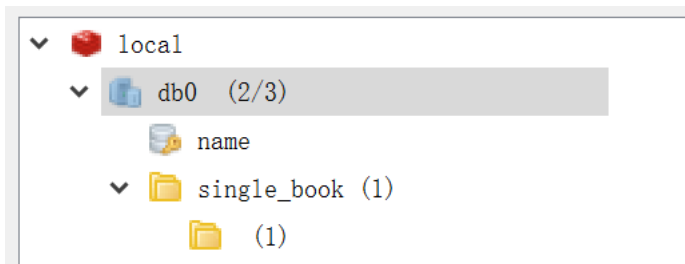 local
db0 (2/3)
name
single_book (1)
(1)